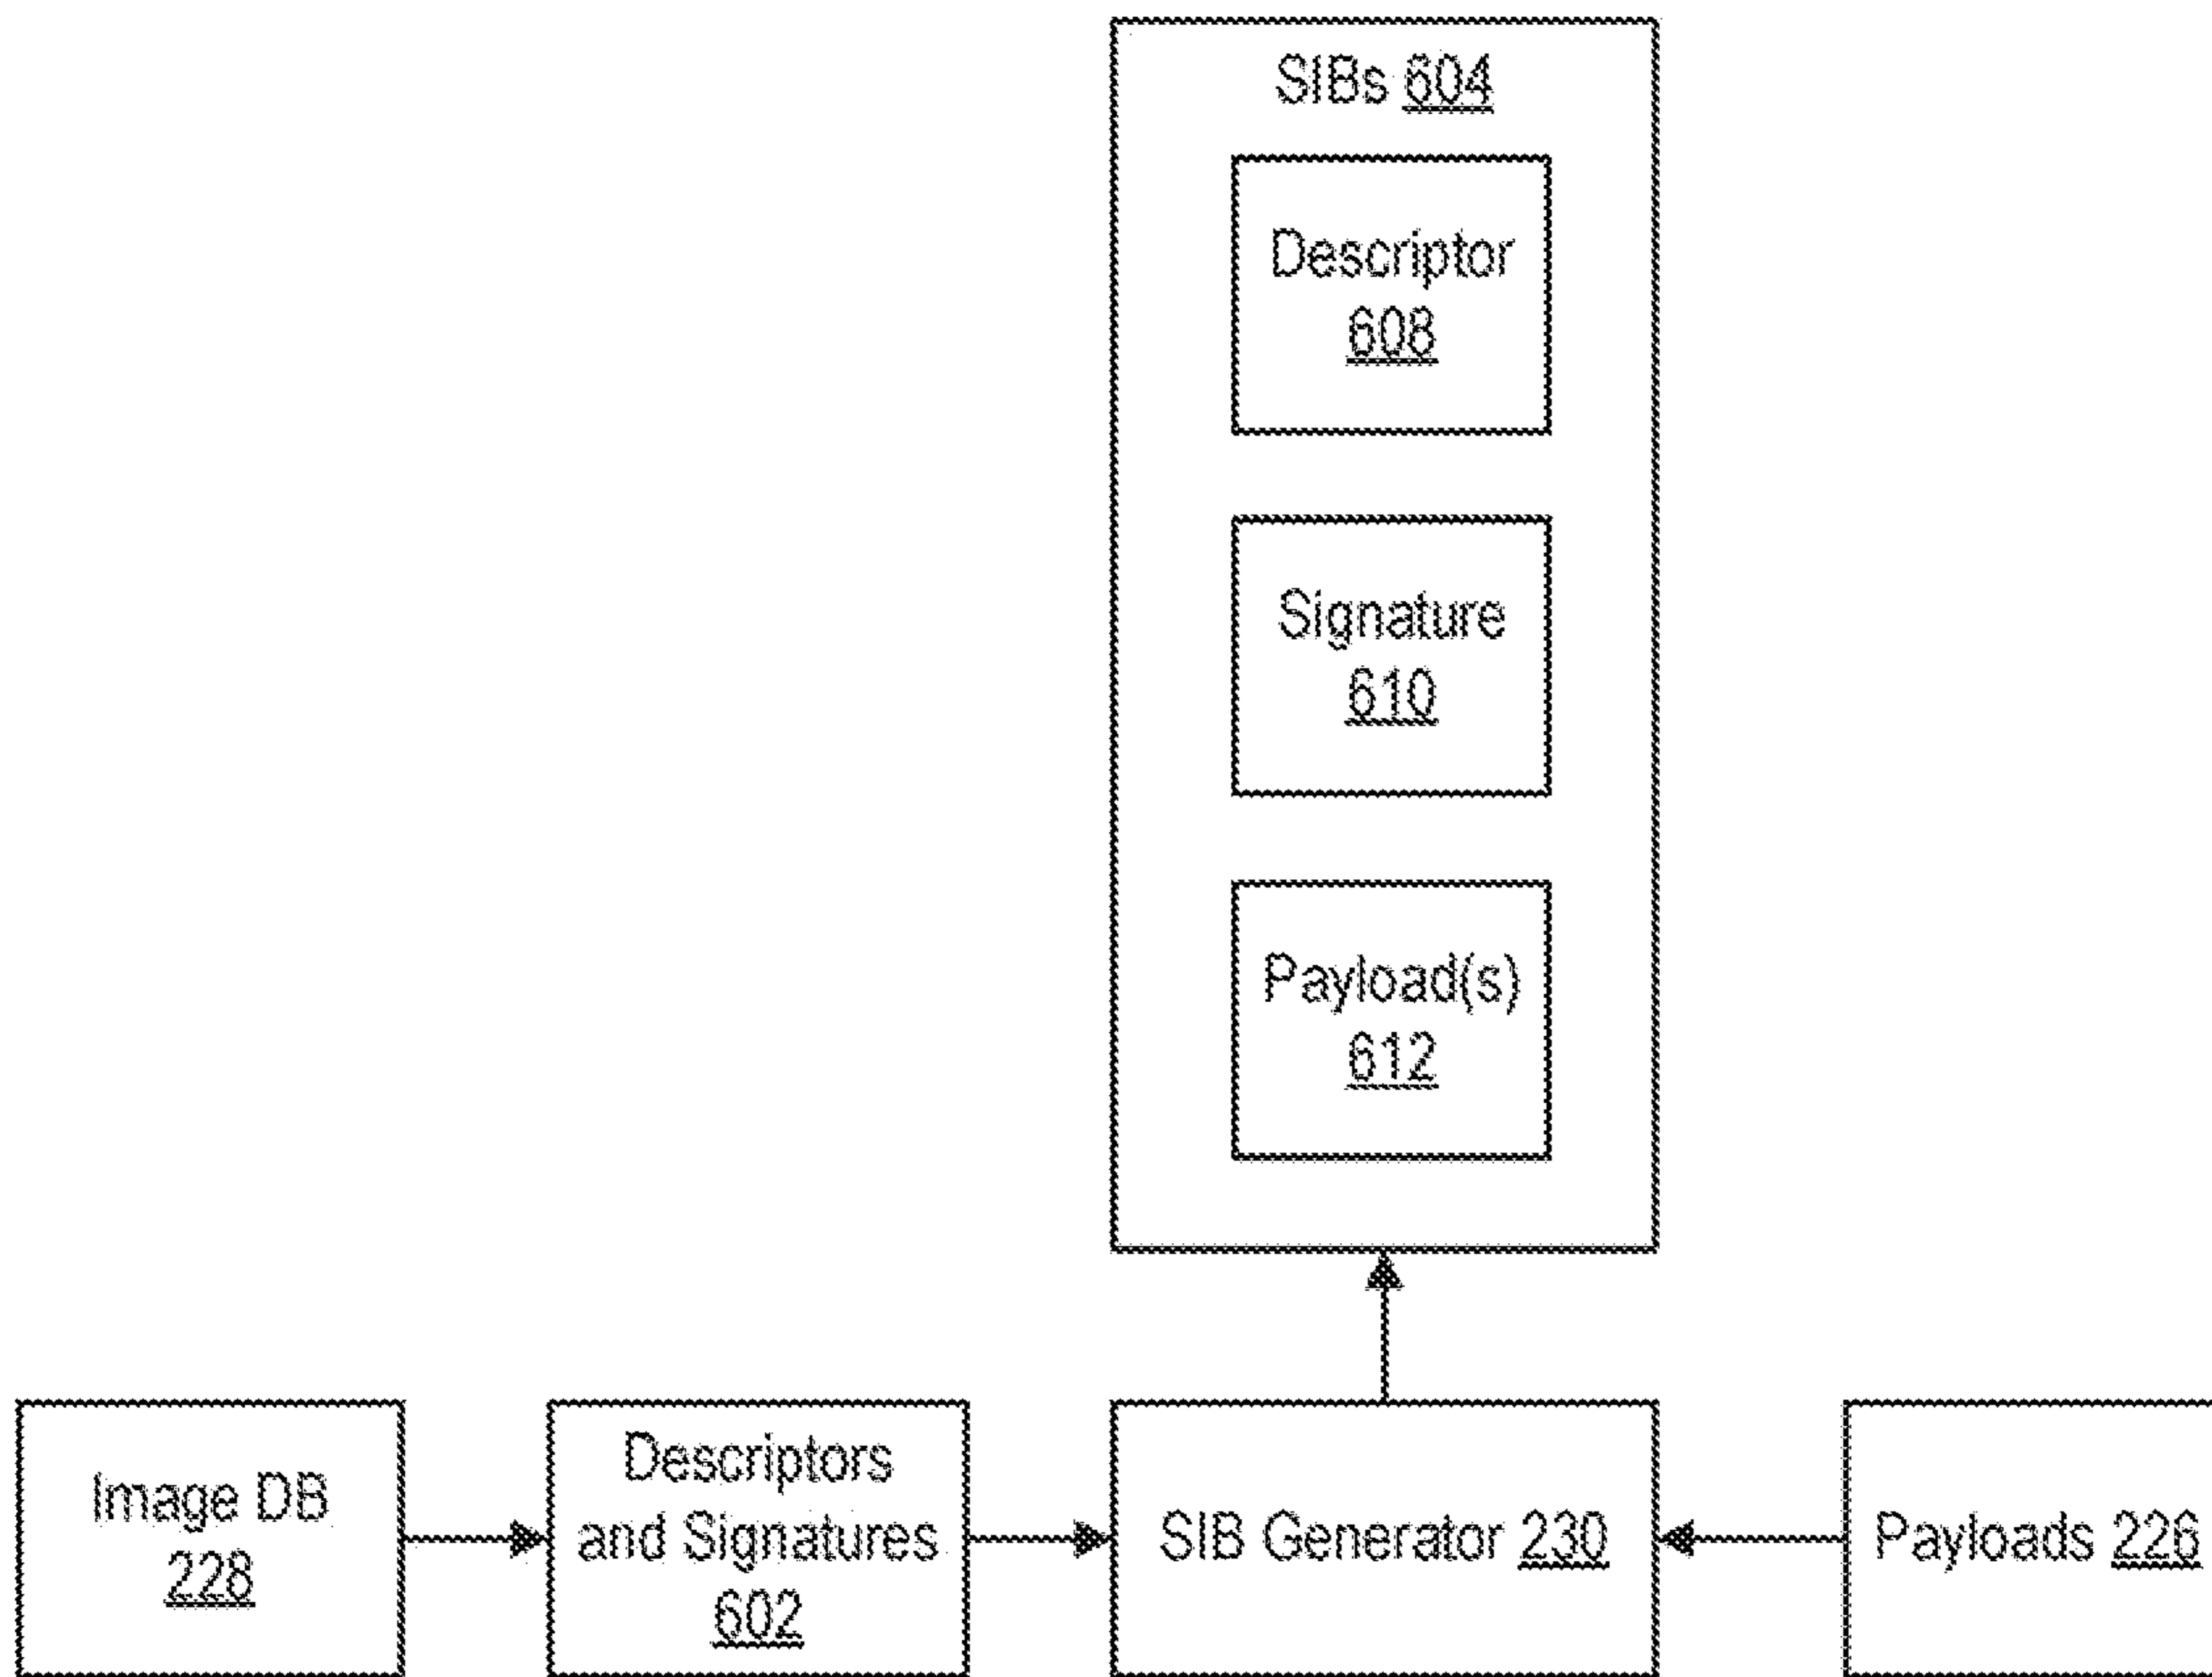 SIBs 604
Descriptor
608
Signature
610
Payload(s)
612
Image DB
228
Descriptors
and Signatures
602
SIB Generator 230
Payloads 226